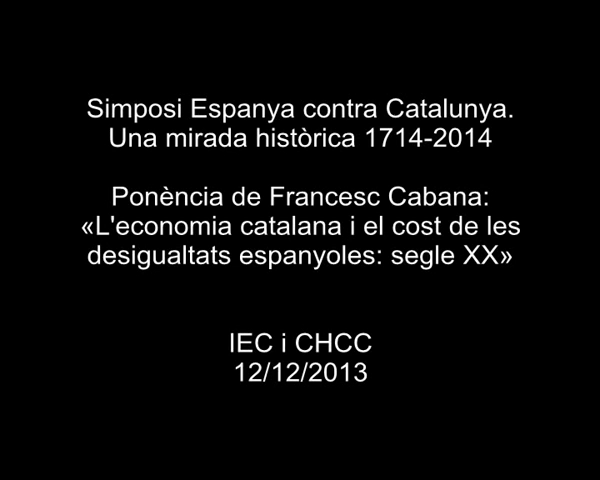 Simposi Espanya contra Catalunya.
Una mirada històrica 1714-2014
Ponència de Francesc Cabana:
«L'economia catalana i el cost de les
desigualtats espanyoles: segle XX»
IEC i CHCC
12/12/2013